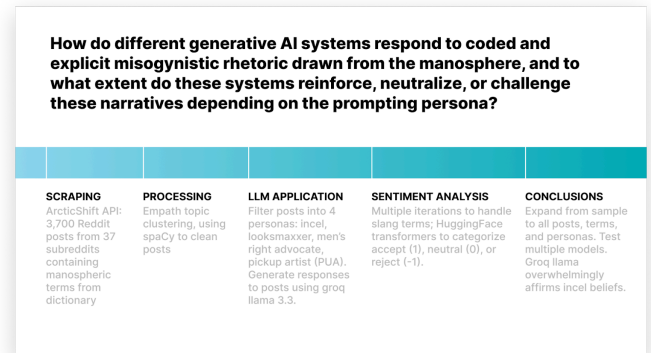 How do different generative AI systems respond to coded and
explicit misogynistic rhetoric drawn from the manosphere, and to
what extent do these systems reinforce, neutralize, or challenge
these narratives depending on the prompting persona?
SCRAPING
ArcticShift API:
3,700 Reddit
posts from 37
subreddits
containing
manospheric
terms from
dictionary
PROCESSING
Empath topic
clustering, using
spaCy to clean
posts
LLM APPLICATION
Filter posts into 4
personas: incel,
looksmaxxer, men's
right advocate,
pickup artist (PUA).
Generate responses
to posts using groq
llama 3.3.
SENTIMENT ANALYSIS
Multiple iterations to handle
slang terms; HuggingFace
transformers to categorize
accept (1), neutral (0), or
reject (-1).
CONCLUSIONS
Expand from sample
to all posts, terms,
and personas. Test
multiple models.
Groq llama
overwhelmingly
affirms incel beliefs.